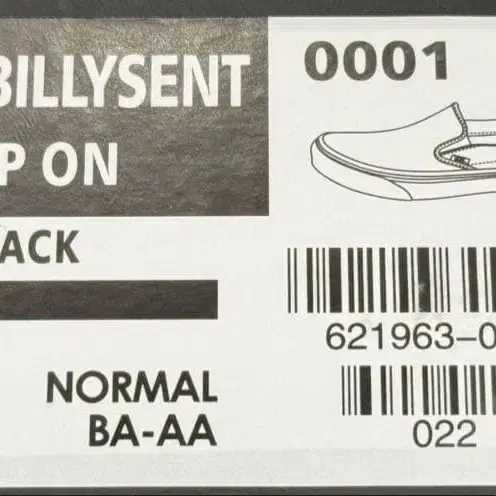 BILLYSENT
P ON
ACK
NORMAL
BA-AA
0001
621963-0
022